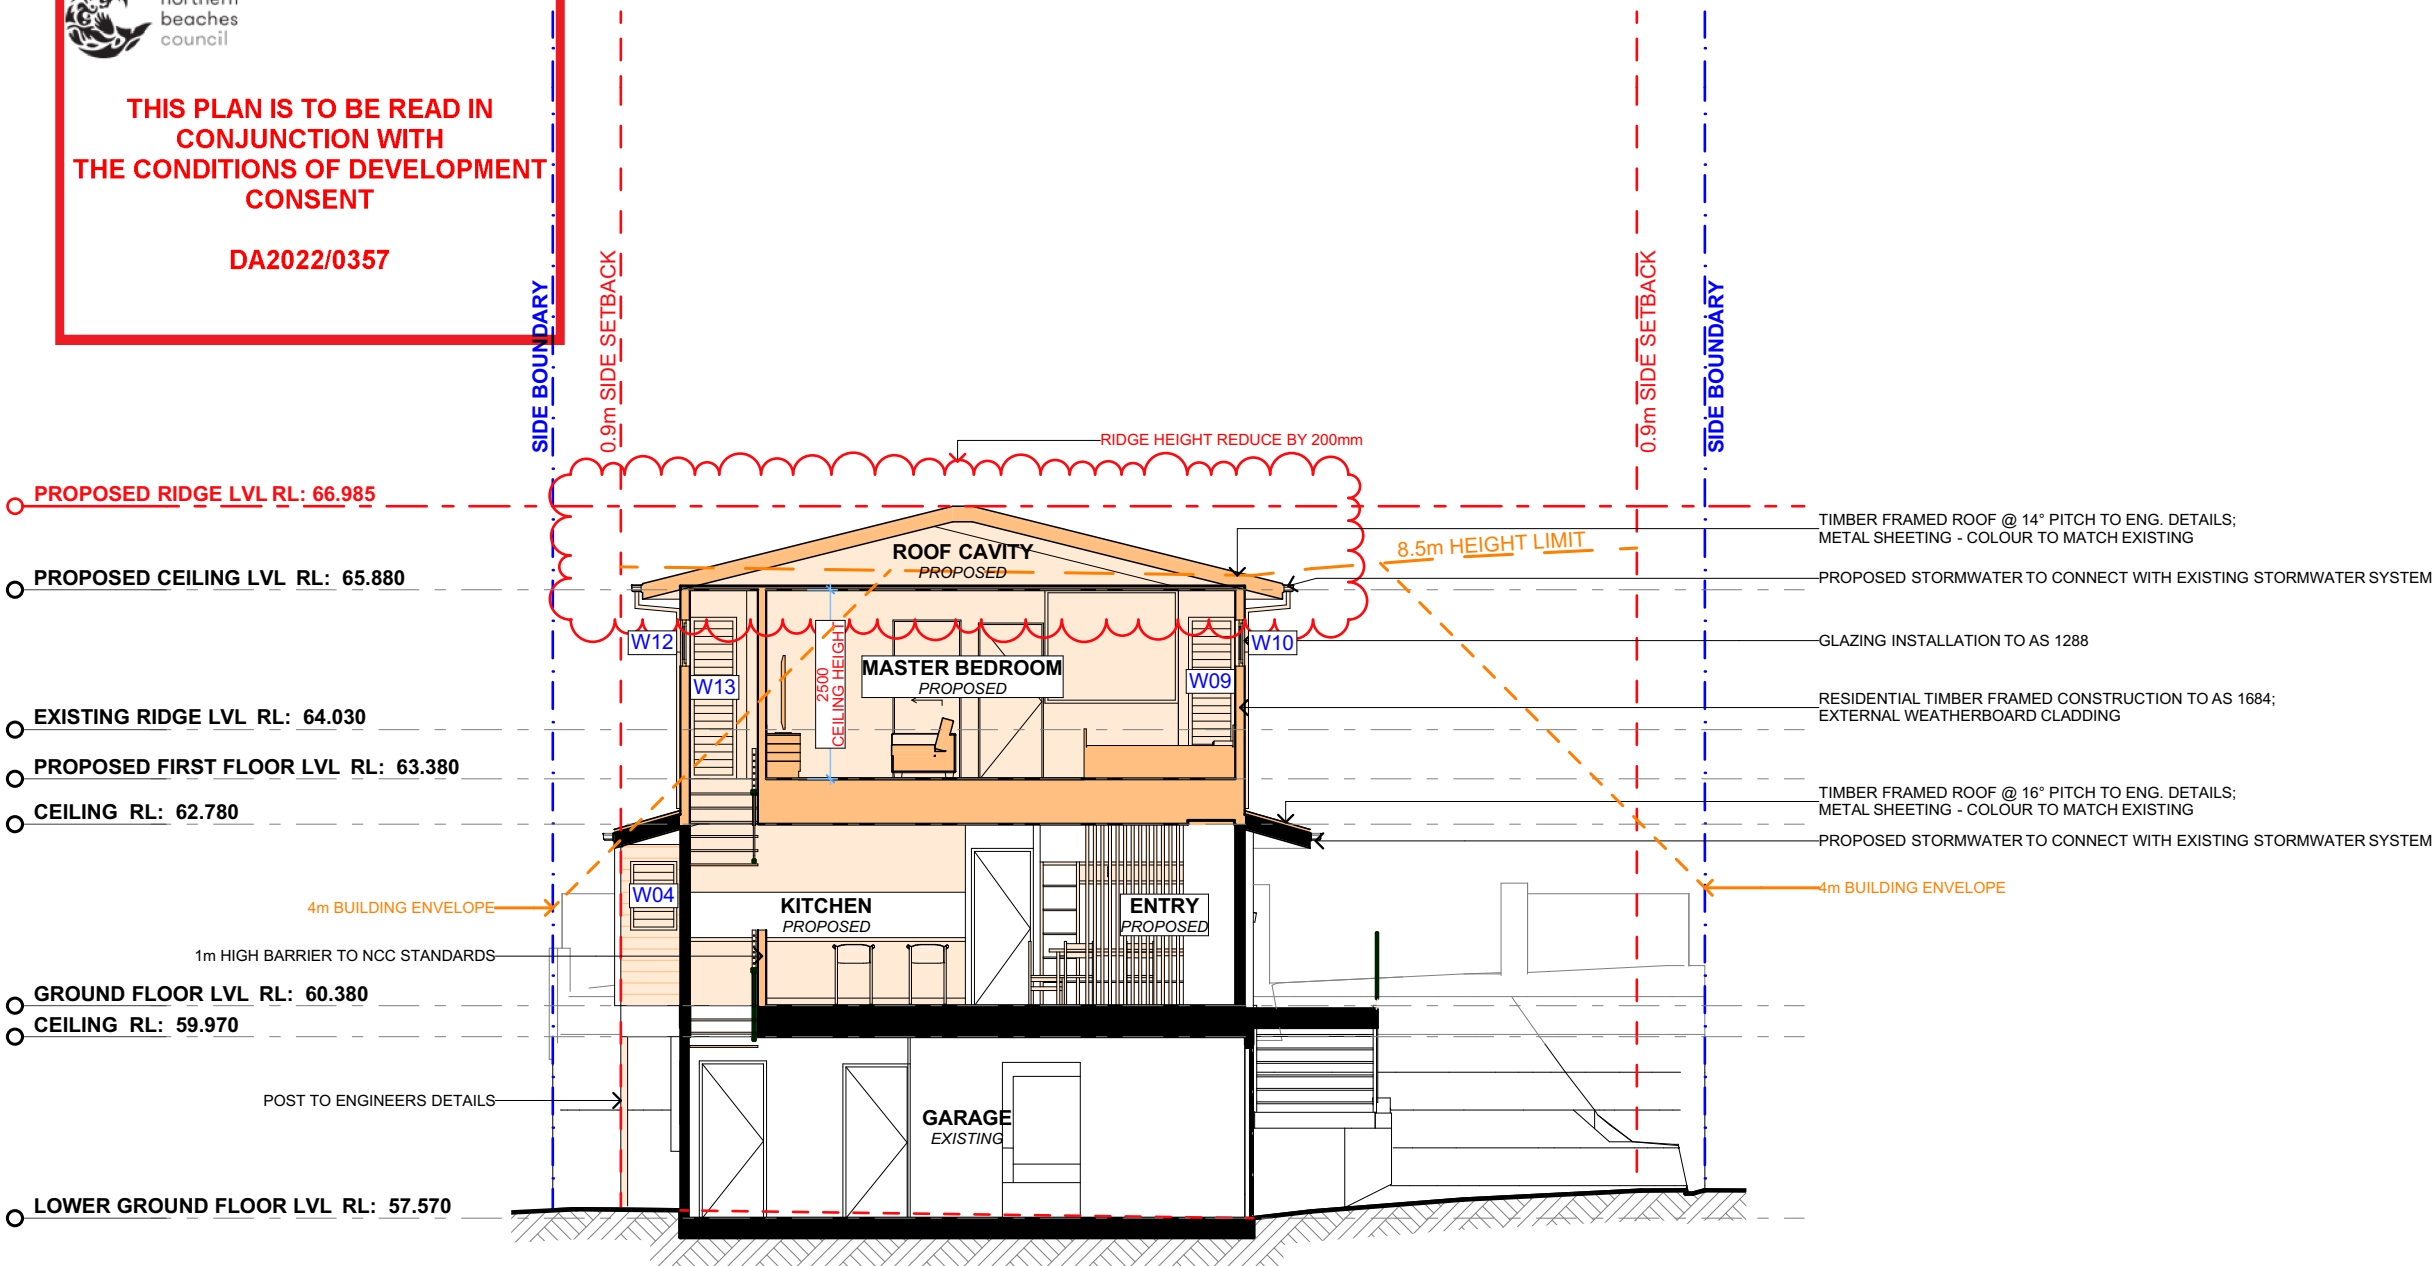 northern
beaches
council
THIS PLAN IS TO BE READ IN
CONJUNCTION WITH
THE CONDITIONS OF DEVELOPMENT
CONSENT
DA2022/0357
SIDE BOUNDARY
0.9m SIDE SETBACK
0.9m SIDE SETBACK
SIDE BOUNDARY
RIDGE HEIGHT REDUCE BY 200mm
PROPOSED RIDGE LVL RL: 66.985
PROPOSED CEILING LVL RL: 65.880
EXISTING RIDGE LVL RL: 64.030
PROPOSED FIRST FLOOR LVL RL: 63.380
CEILING RL: 62.780
4m BUILDING ENVELOPE
1m HIGH BARRIER TO NCC STANDARDS
GROUND FLOOR LVL RL: 60.380
CEILING RL: 59.970
POST TO ENGINEERS DETAILS
LOWER GROUND FLOOR LVL RL: 57.570
ROOF CAVITY
PROPOSED
8.5m HEIGHT LIMIT
W12
W13
2500
CEILING HEIGHT
MASTER BEDROOM
PROPOSED
W09
W10
W04
KITCHEN
PROPOSED
ENTRY
PROPOSED
GARAGE
EXISTING
TIMBER FRAMED ROOF @ 14° PITCH TO ENG. DETAILS;
METAL SHEETING - COLOUR TO MATCH EXISTING
PROPOSED STORMWATER TO CONNECT WITH EXISTING STORMWATER SYSTEM
GLAZING INSTALLATION TO AS 1288
RESIDENTIAL TIMBER FRAMED CONSTRUCTION TO AS 1684;
EXTERNAL WEATHERBOARD CLADDING
TIMBER FRAMED ROOF @ 16° PITCH TO ENG. DETAILS;
METAL SHEETING - COLOUR TO MATCH EXISTING
PROPOSED STORMWATER TO CONNECT WITH EXISTING STORMWATER SYSTEM
4m BUILDING ENVELOPE